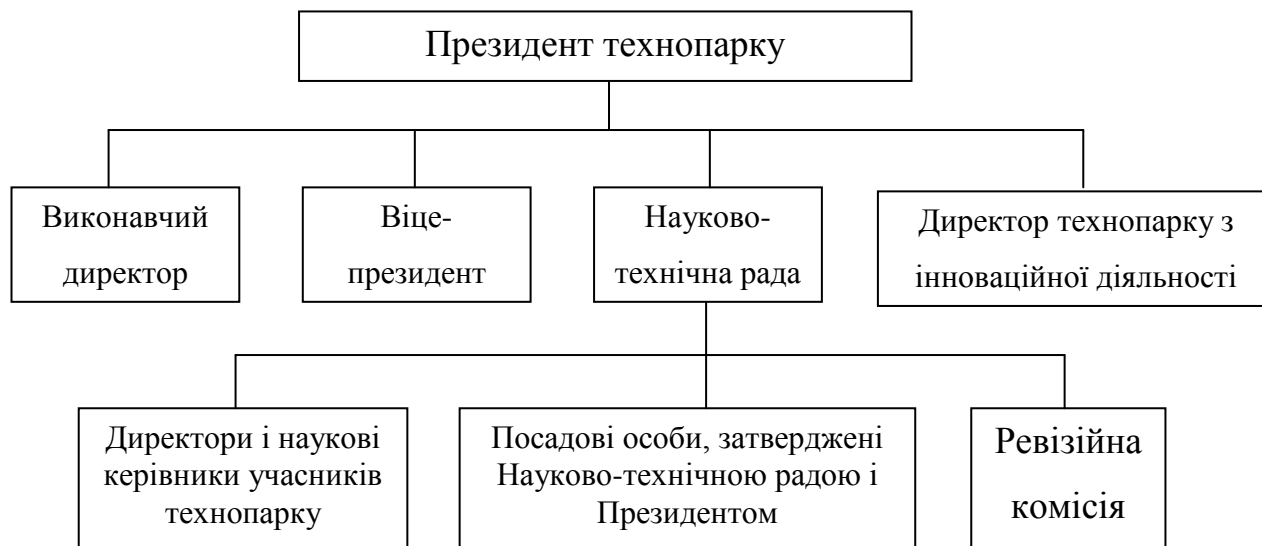 Президент технопарку
Виконавчий
директор
Віце-
президент
Науково-
технічна рада
Директор технопарку з
інноваційної діяльності
Директори і наукові
керівники учасників
технопарку
Посадові особи, затверджені
Науково-технічною радою і
Президентом
Ревізійна
комісія